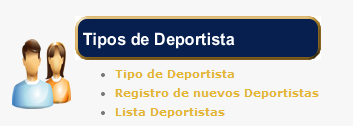 Tipos de Deportista
Tipo de Deportista
Registro de nuevos Deportistas
Lista Deportistas